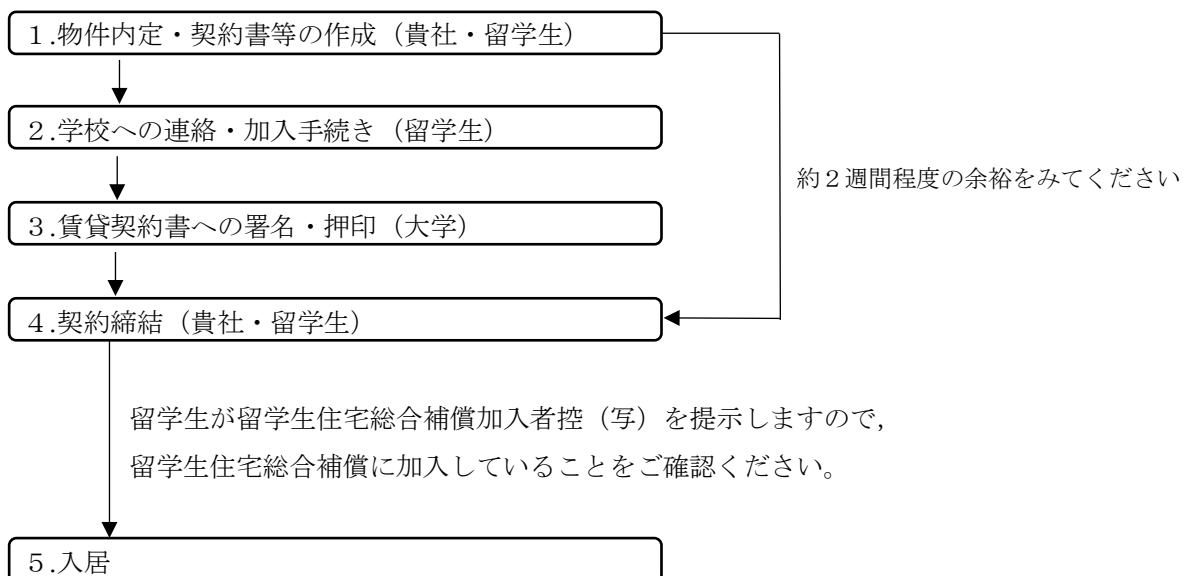 １.物件内定・契約書等の作成（貴社・留学生）
２.学校への連絡・加入手続き（留学生）
約２週間程度の余裕をみてください
３.賃貸契約書への署名・押印（大学）
４.契約締結（貴社・留学生）
留学生が留学生住宅総合補償加入者控（写）を提示しますので，
留学生住宅総合補償に加入していることをご確認ください。
５.入居